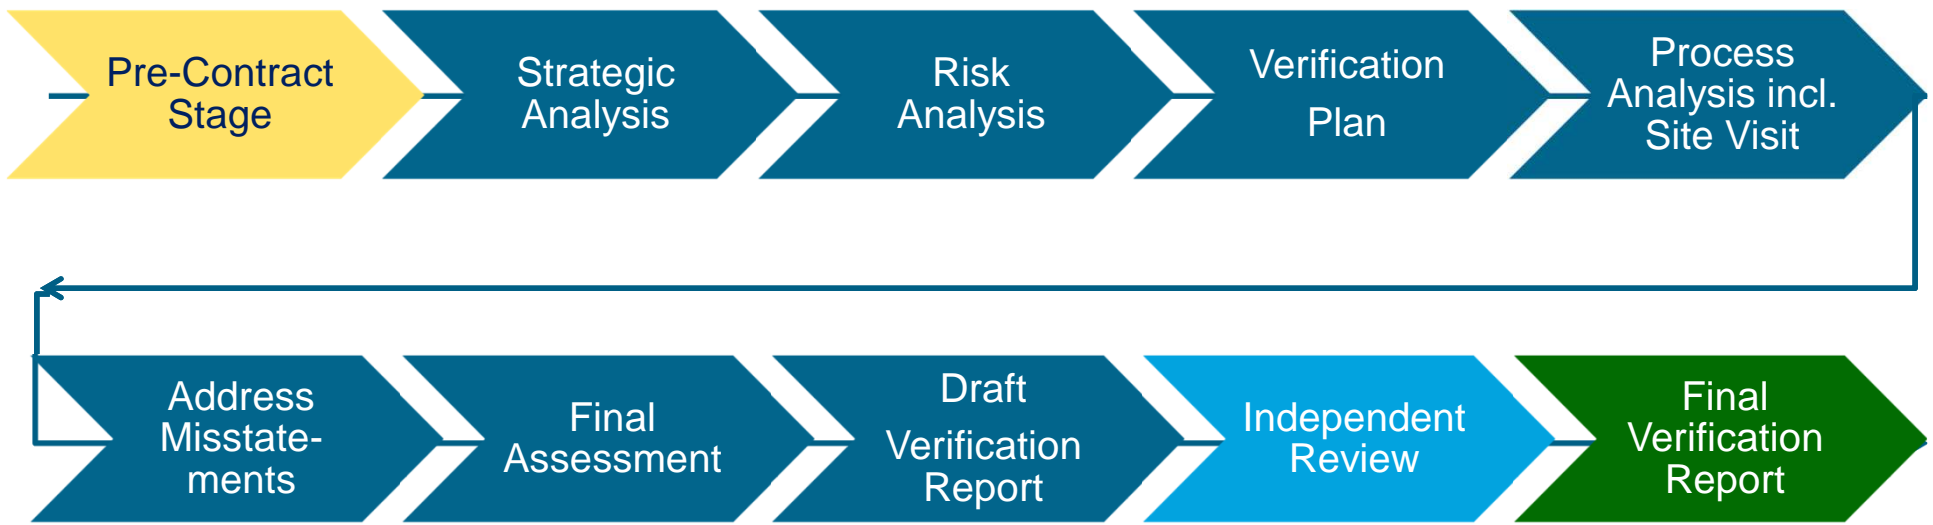 Pre-Contract
Stage
Strategic
Analysis
Risk
Analysis
Verification
Plan
Process
Analysis incl.
Site Visit
Address
Misstate-
ments
Final
Assessment
Draft
Verification
Report
Independent
Review
Final
Verification
Report